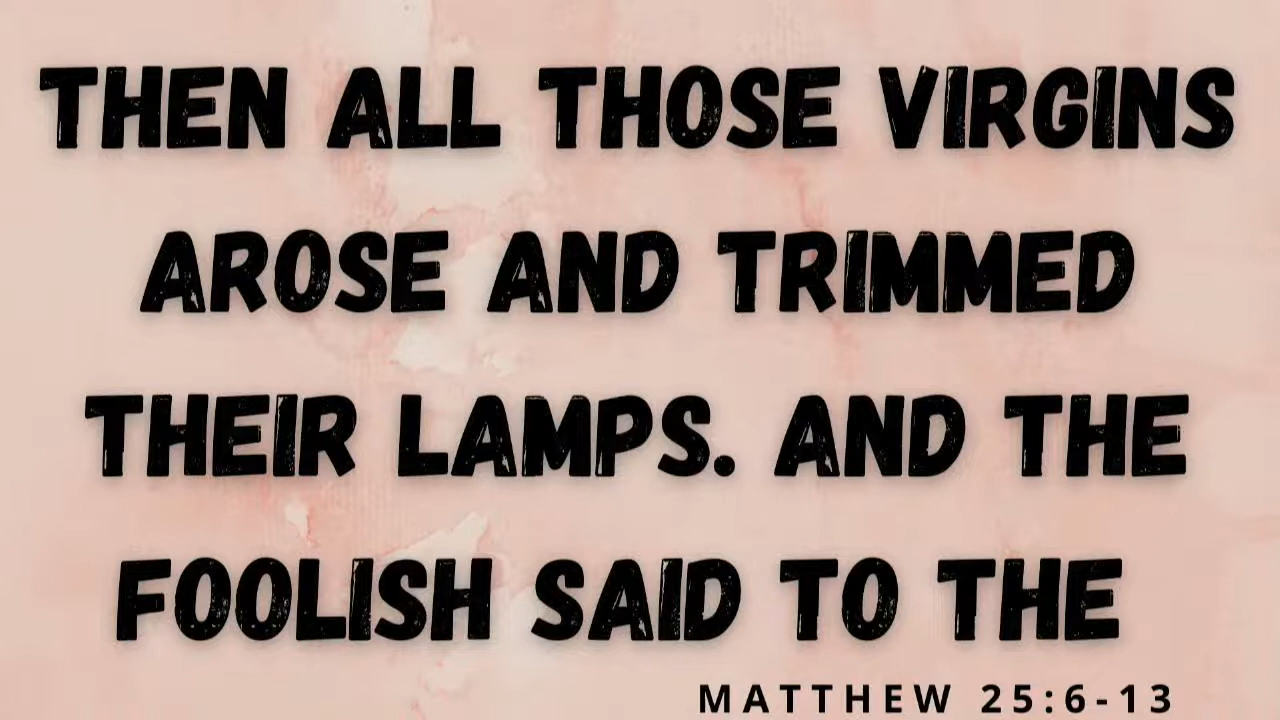 THEN ALL THOSE VIRGINS
AROSE AND TRIMMED
THEIR LAMPS. AND THE
FOOLISH SAID TO THE
MATTHEW 25:6-13